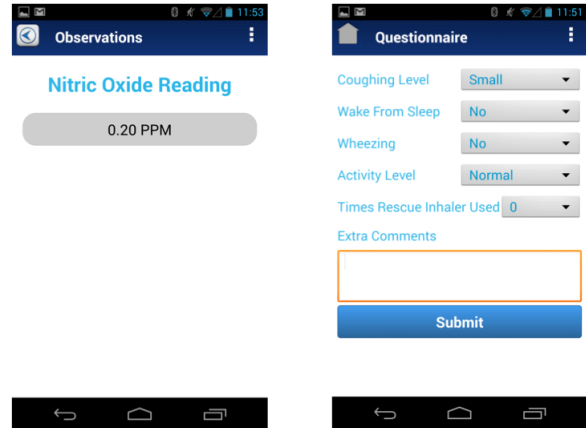 11:53
Observations
Nitric Oxide Reading
0.20 PPM
11:51
Questionnaire
Coughing Level Small
Wake From Sleep No
Wheezing No
Activity Level Normal
Times Rescue Inhaler Used 0
Extra Comments
Submit